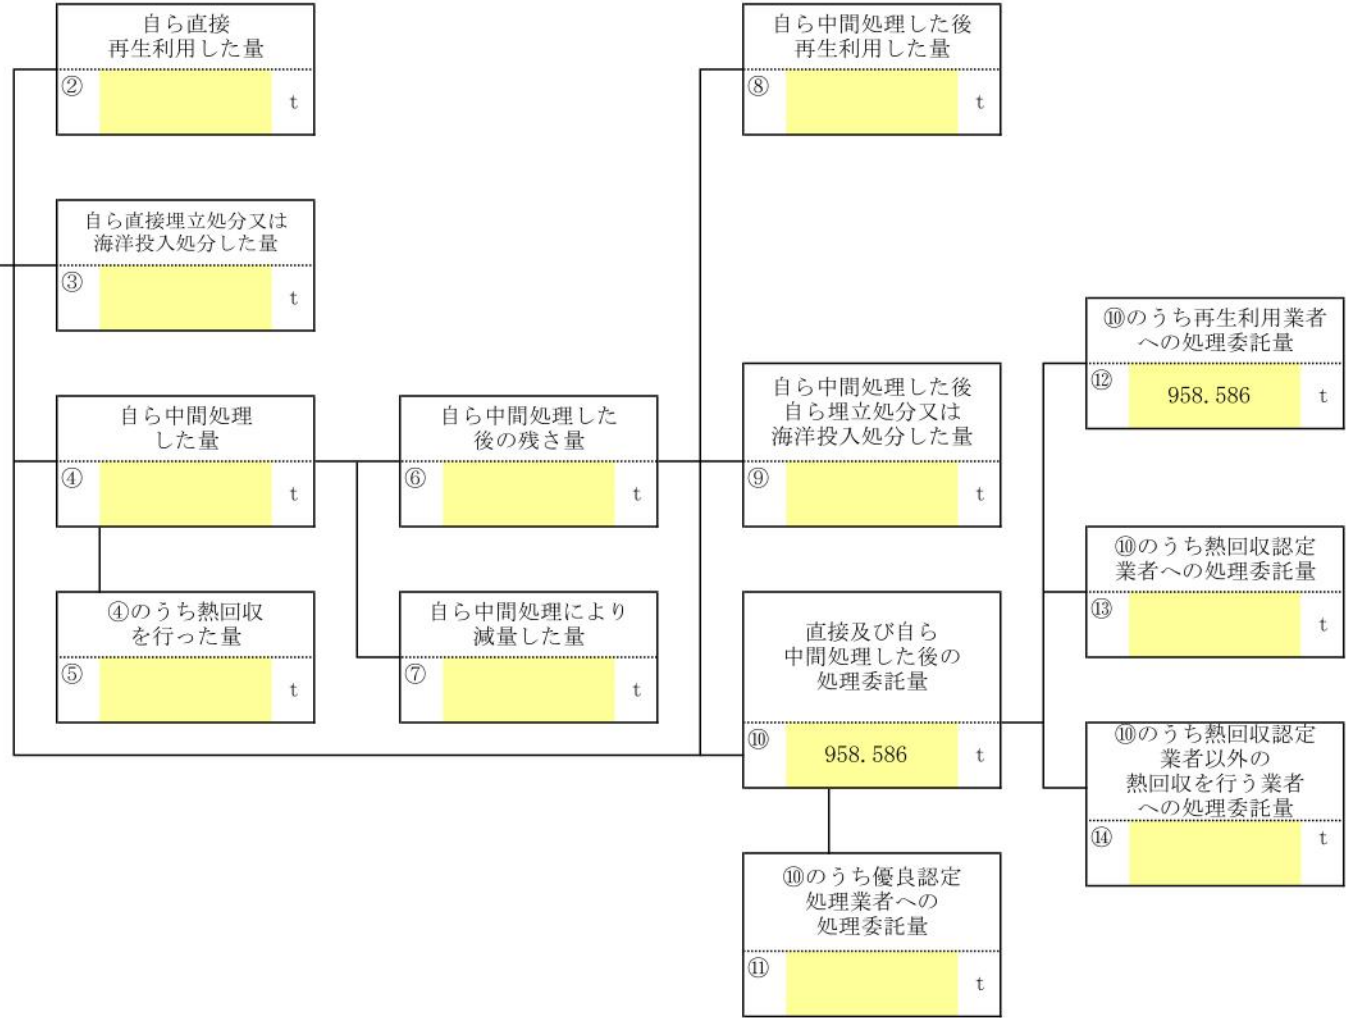 自ら直接
再生利用した量
② t
自ら中間処理した後
再生利用した量
⑧ t
自ら直接埋立処分又は
海洋投入処分した量
③ t
⑩のうち再生利用業者
への処理委託量
⑫ 958.586 t
自ら中間処理
した量
④ t
自ら中間処理した
後の残さ量
⑥ t
自ら中間処理した後
自ら埋立処分又は
海洋投入処分した量
⑨ t
⑩のうち熱回収認定
業者への処理委託量
⑬ t
④のうち熱回収
を行った量
⑤ t
自ら中間処理により
減量した量
⑦ t
直接及び自ら
中間処理した後の
処理委託量
⑩ 958.586 t
⑩のうち熱回収認定
業者以外の
熱回収を行う業者
への処理委託量
⑭ t
⑩のうち優良認定
処理業者への
処理委託量
⑪ t